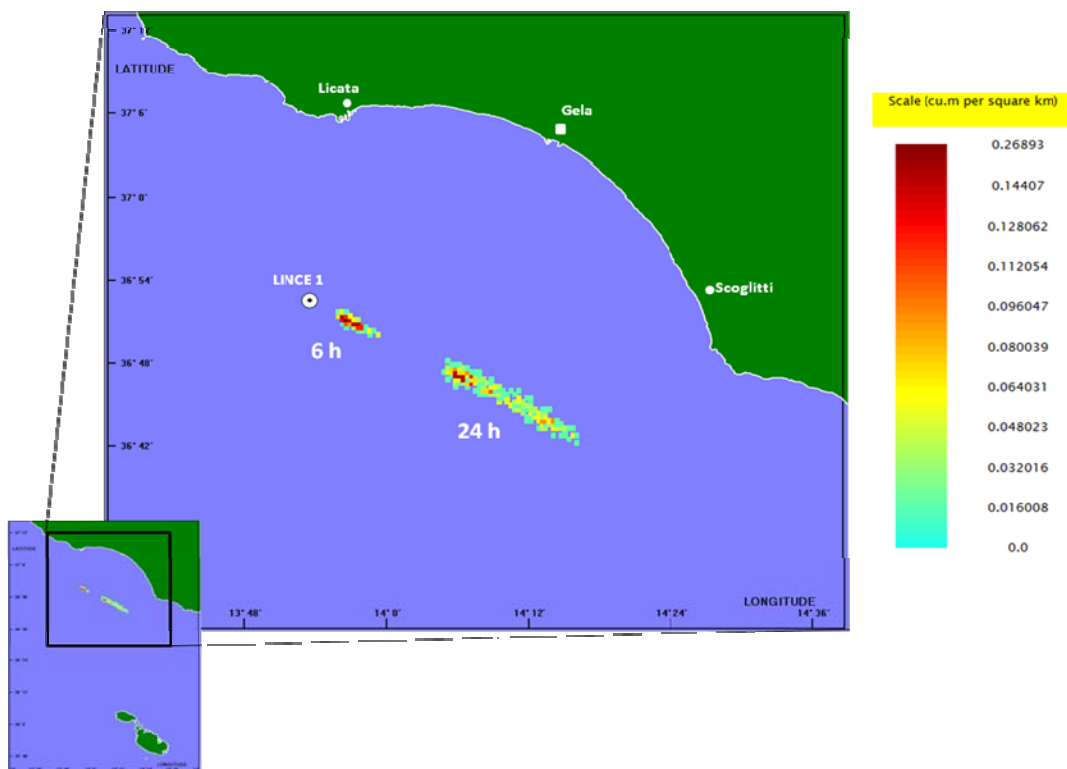 37° 1
LATITUDE
Licata
Gela
37° 6'
37° 0'
36° 54'
LINCE 1
Scoglitti
6 h
36° 48'
24 h
36° 42'
LONGITUDE
13° 48'
14° 0'
14° 12'
14° 24'
14° 36'
Scale (cu.m per square km)
0.26893
0.14407
0.128062
0.112054
0.096047
0.080039
0.064031
0.048023
0.032016
0.016008
0.0
LATITUDE
LONGITUDE